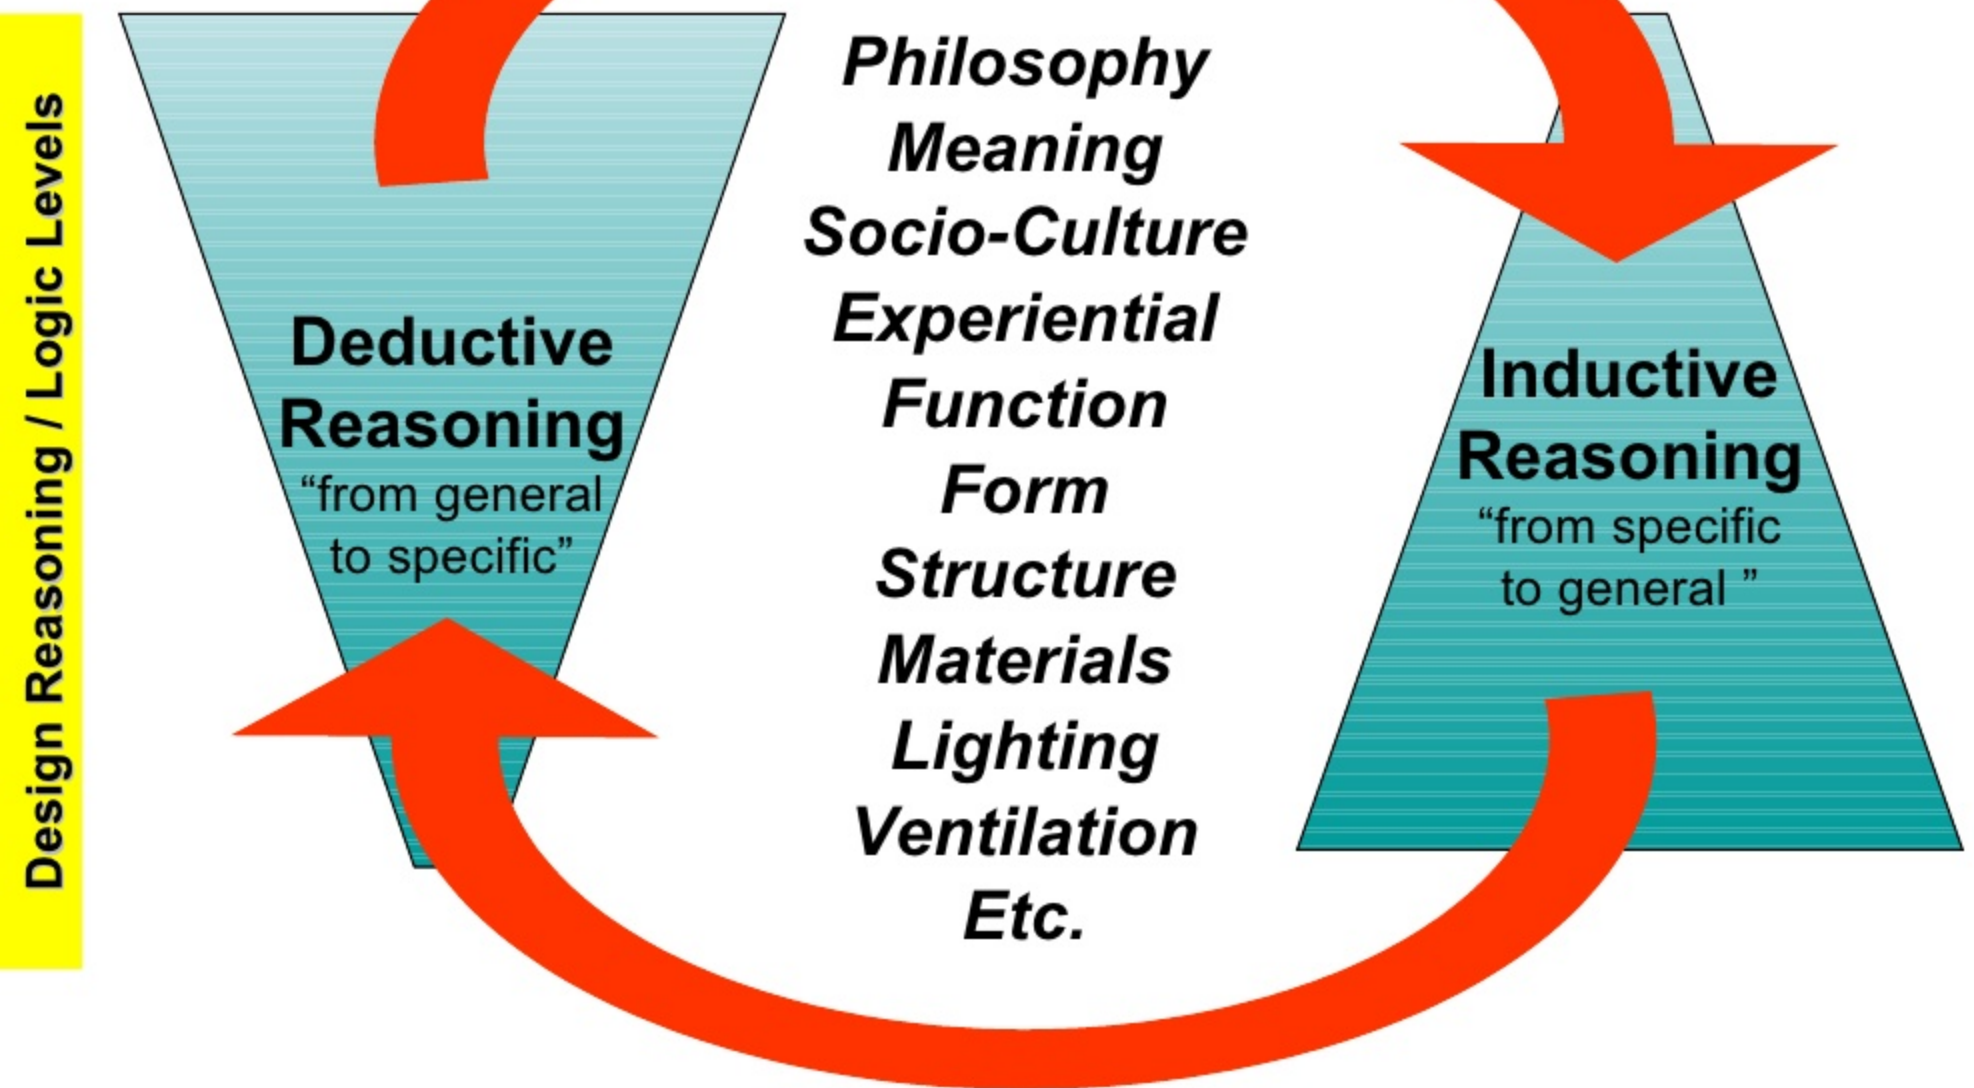 Design Reasoning / Logic Levels
Deductive
Reasoning
“from general
to specific”
Philosophy
Meaning
Socio-Culture
Experiential
Function
Form
Structure
Materials
Lighting
Ventilation
Etc.
Inductive
Reasoning
“from specific
to general ”